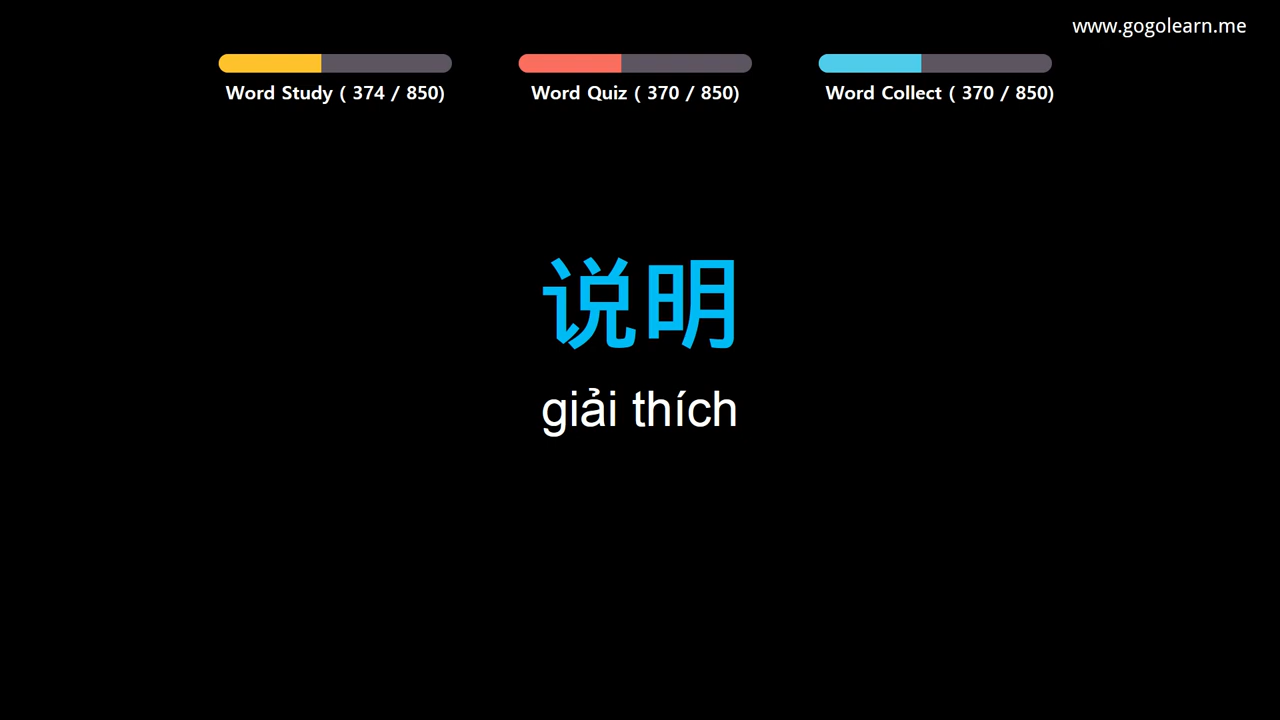 www.gogolearn.me
Word Study ( 374 / 850)
Word Quiz ( 370 / 850)
Word Collect ( 370 / 850)
说明
giải thích